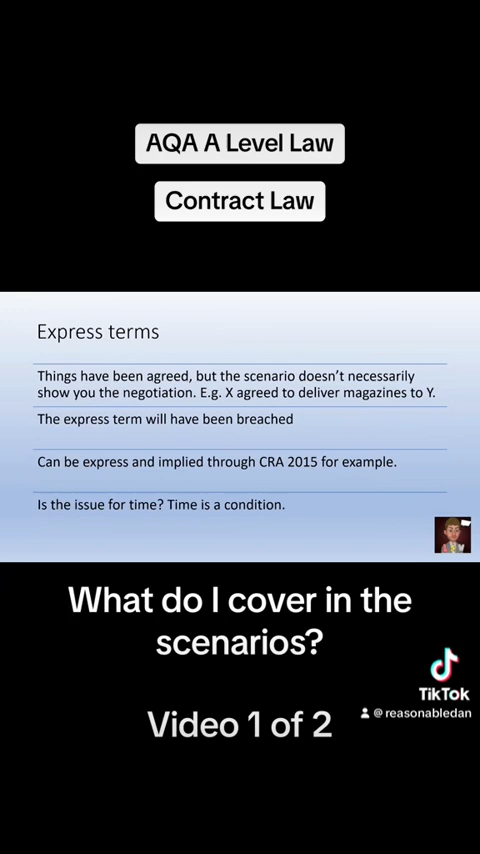 AQA A Level Law
Contract Law
Express terms
Things have been agreed, but the scenario doesn't necessarily
show you the negotiation. E.g. X agreed to deliver magazines to Y.
The express term will have been breached
Can be express and implied through CRA 2015 for example.
Is the issue for time? Time is a condition.
What do I cover in the
scenarios?
TikTok
@reasonabledan
Video 1 of 2